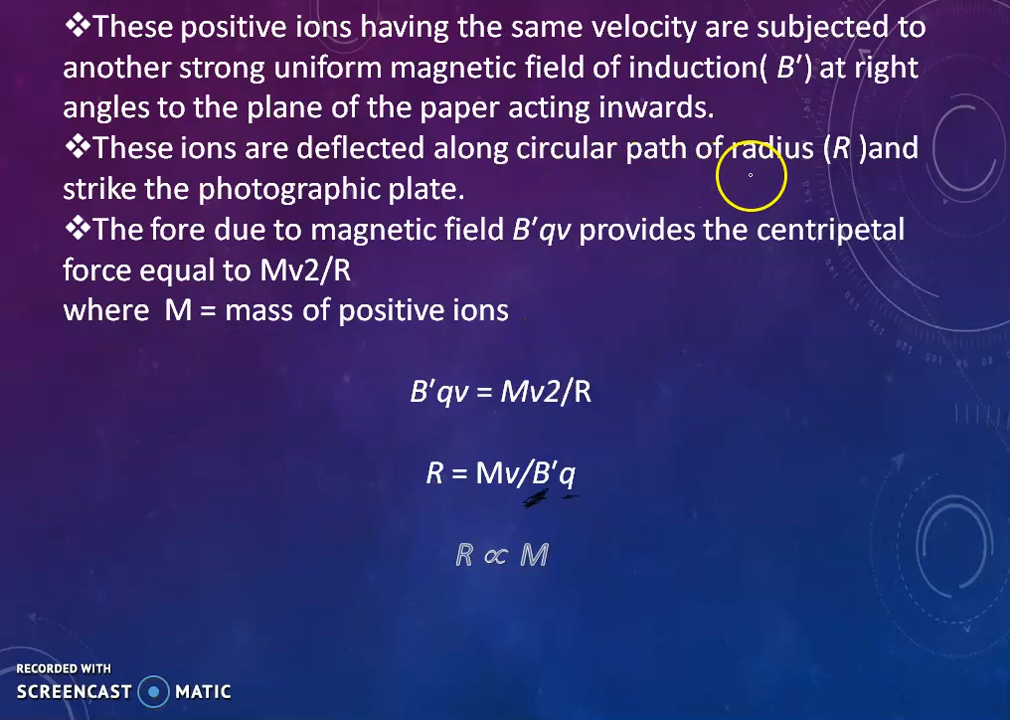 ❖These positive ions having the same velocity are subjected to
another strong uniform magnetic field of induction( B′) at right
angles to the plane of the paper acting inwards.
❖These ions are deflected along circular path of radius (R )and
strike the photographic plate.
❖The fore due to magnetic field B′qv provides the centripetal
force equal to Mv2/R
where M = mass of positive ions
B′qv = Mv2/R
R = Mv/B′q
R ∝ M
RECORDED WITH
SCREENCAST MATIC